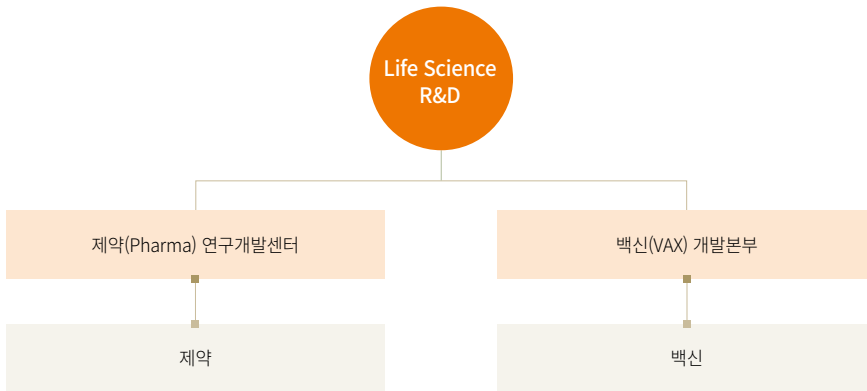 Life Science
R&D
제약(Pharma) 연구개발센터
백신(VAX) 개발본부
제약
백신